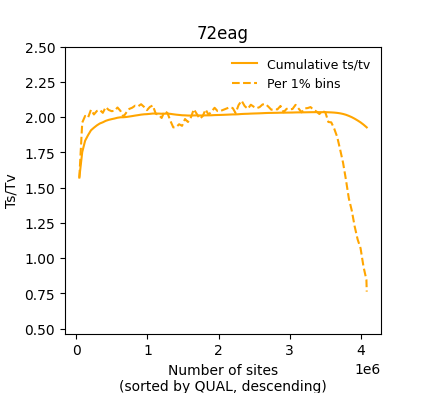 72eag
2.50
2.25
2.00
1.75
1.50
1.25
1.00
0.75
0.50
Ts/Tv
Cumulative ts/tv
Per 1% bins
0 1 2 3 4
1e6
Number of sites
(sorted by QUAL, descending)